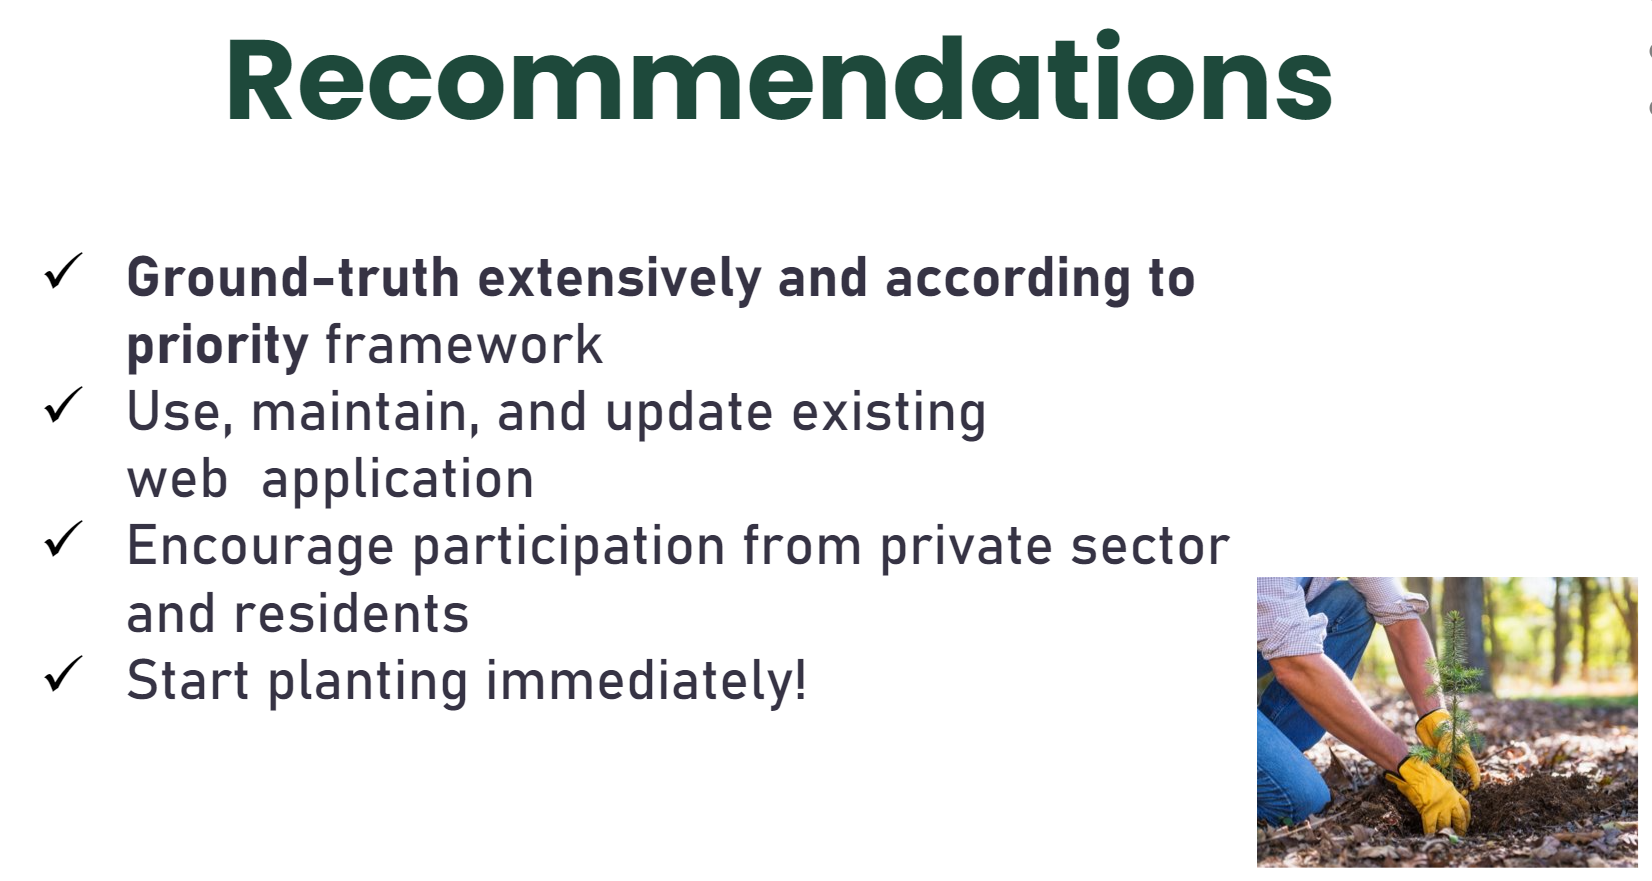 Recommendations
✓ Ground-truth extensively and according to
priority framework
✓ Use, maintain, and update existing
web  application
✓ Encourage participation from private sector
and residents
✓ Start planting immediately!